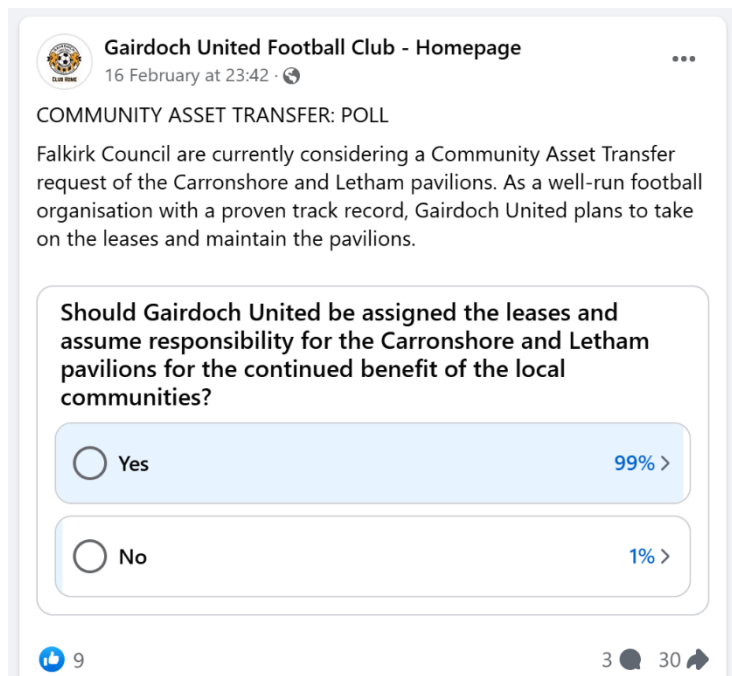 Gairdoch United Football Club - Homepage
16 February at 23:42 ·
COMMUNITY ASSET TRANSFER: POLL
Falkirk Council are currently considering a Community Asset Transfer
request of the Carronshore and Letham pavilions. As a well-run football
organisation with a proven track record, Gairdoch United plans to take
on the leases and maintain the pavilions.
Should Gairdoch United be assigned the leases and
assume responsibility for the Carronshore and Letham
pavilions for the continued benefit of the local
communities?
Yes 99%
No 1%
9 3 30